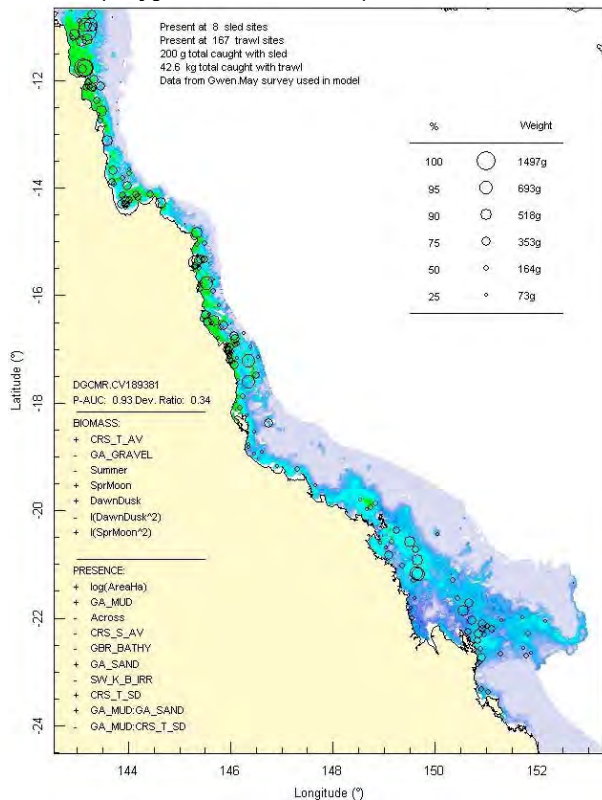 Present at 8 sled sites
Present at 167 trawl sites
200 g total caught with sled
42.6 kg total caught with trawl
Data from Gwen.May survey used in model
% Weight
100 1497g
95 693g
90 518g
75 353g
50 164g
25 73g
-12
-14
-16
-18
-20
-22
-24
Latitude (°)
DGCMR.CV189381
P-AUC: 0.93 Dev. Ratio: 0.34
BIOMASS:
+ CRS_T_AV
- GA_GRAVEL
- Summer
+ SprMoon
+ DawnDusk
- I(DawnDusk^2)
+ I(SprMoon^2)
PRESENCE:
+ log(AreaHa)
+ GA_MUD
- Across
- CRS_S_AV
- GBR_BATHY
+ GA_SAND
- SW_K_B_IRR
+ CRS_T_SD
+ GA_MUD:GA_SAND
- GA_MUD:CRS_T_SD
144 146 148 150 152
Longitude (°)